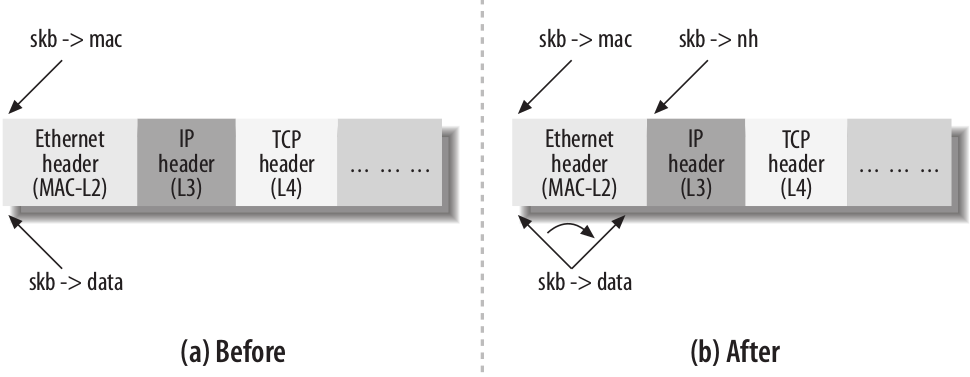 skb -> mac
Ethernet
header
(MAC-L2)
IP
header
(L3)
TCP
header
(L4)
... ... ...
skb -> data
(a) Before
skb -> mac
skb -> nh
Ethernet
header
(MAC-L2)
IP
header
(L3)
TCP
header
(L4)
... ... ...
skb -> data
(b) After